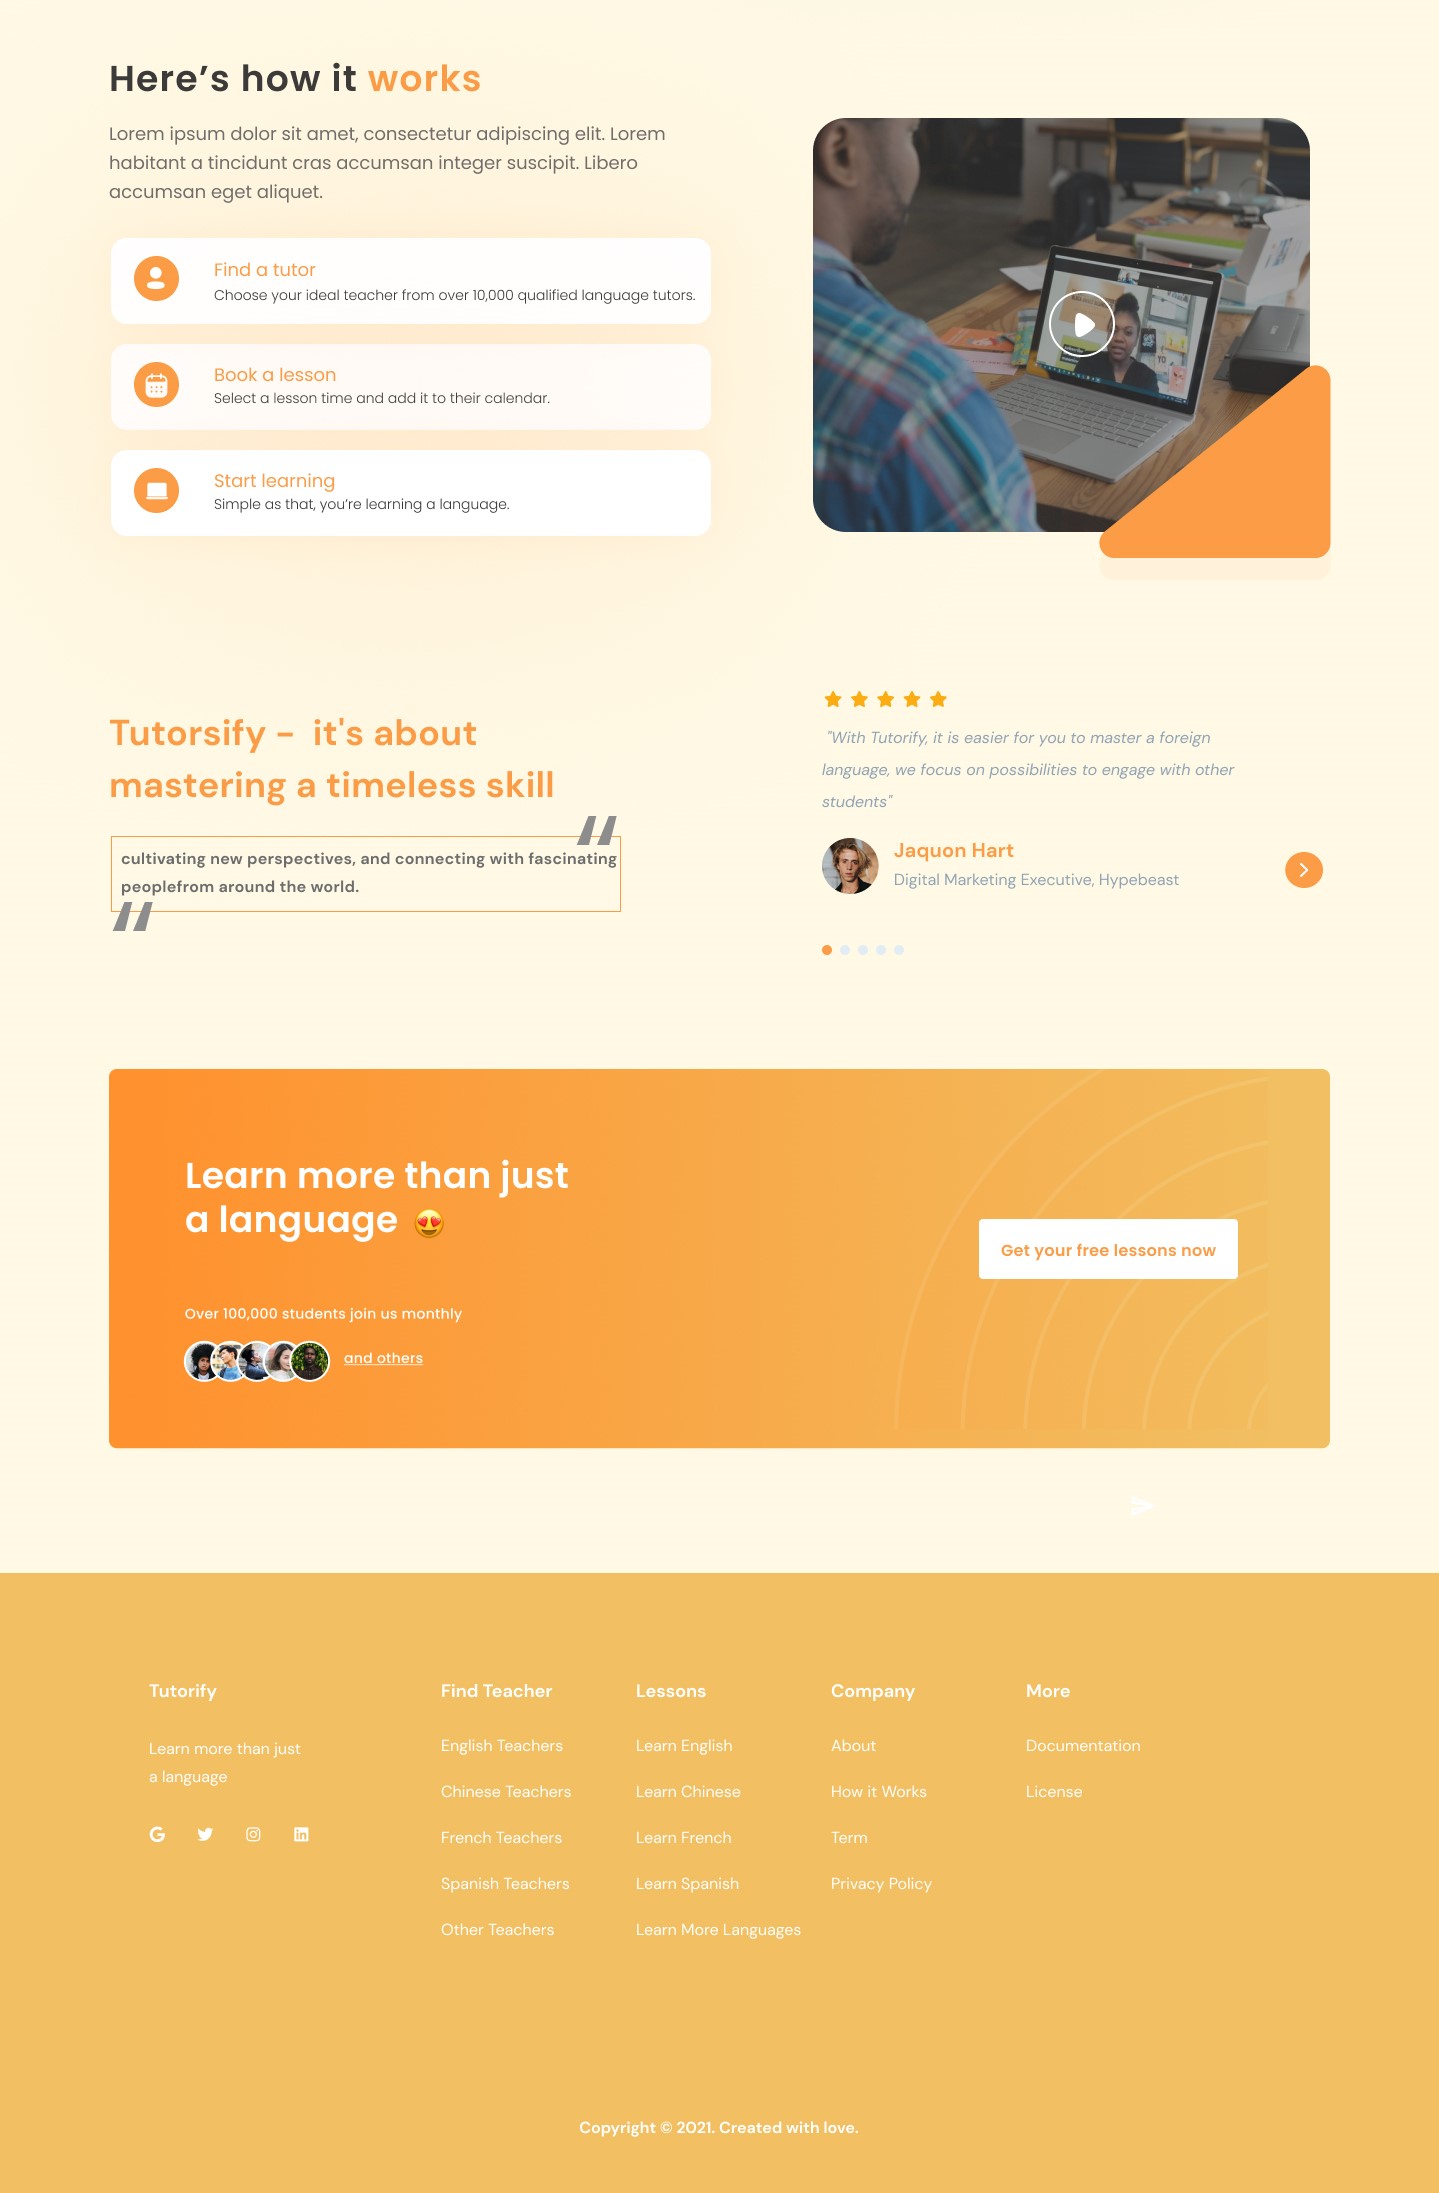 Here’s how it works
Lorem ipsum dolor sit amet, consectetur adipiscing elit. Lorem
habitant a tincidunt cras accumsan integer suscipit. Libero
accumsan eget aliquet.
Find a tutor
Choose your ideal teacher from over 10,000 qualified language tutors.
Book a lesson
Select a lesson time and add it to their calendar.
Start learning
Simple as that, you’re learning a language.
Tutorsify - it's about
mastering a timeless skill
cultivating new perspectives, and connecting with fascinating
peoplefrom around the world.
"With Tutorify, it is easier for you to master a foreign
language, we focus on possibilities to engage with other
students"
Jaquon Hart
Digital Marketing Executive, Hypebeast
Learn more than just
a language 😍
Get your free lessons now
Over 100,000 students join us monthly
and others
Tutorify
Learn more than just
a language
Find Teacher
English Teachers
Chinese Teachers
French Teachers
Spanish Teachers
Other Teachers
Lessons
Learn English
Learn Chinese
Learn French
Learn Spanish
Learn More Languages
Company
About
How it Works
Term
Privacy Policy
More
Documentation
License
Copyright © 2021. Created with love.